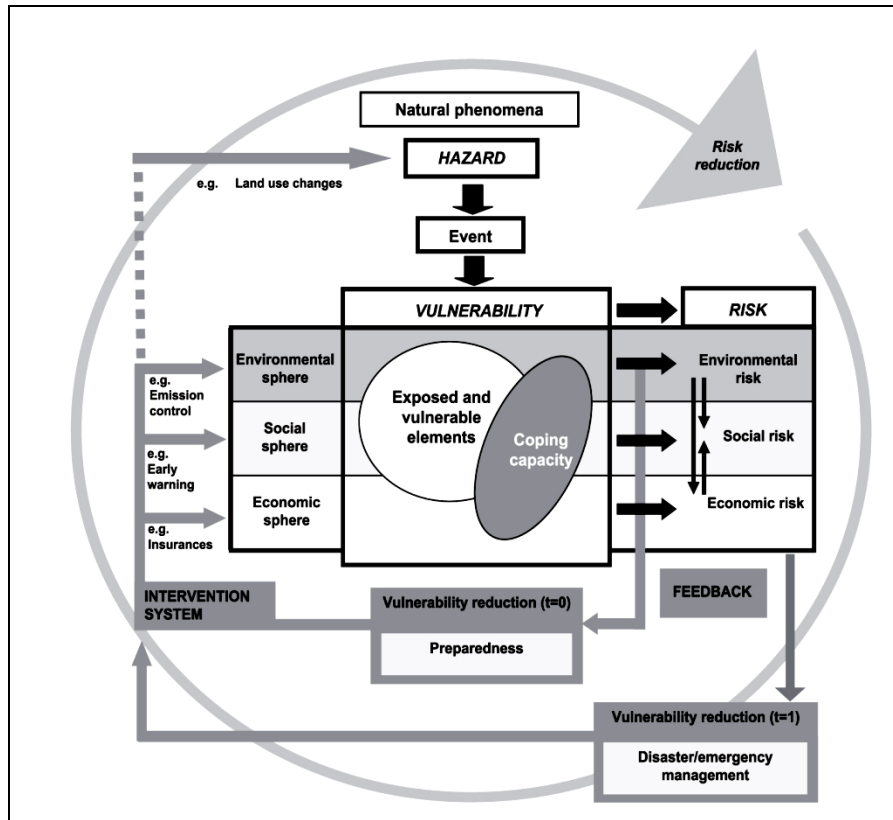 Natural phenomena
HAZARD
Risk
reduction
e.g. Land use changes
Event
VULNERABILITY
RISK
Environmental
sphere
Environmental
risk
e.g.
Emission
control
Exposed and
vulnerable
elements
Social
sphere
Coping
capacity
Social risk
e.g.
Early
warning
Economic
sphere
Economic risk
e.g.
Insurances
INTERVENTION
SYSTEM
Vulnerability reduction (t=0)
Preparedness
FEEDBACK
Vulnerability reduction (t=1)
Disaster/emergency
management